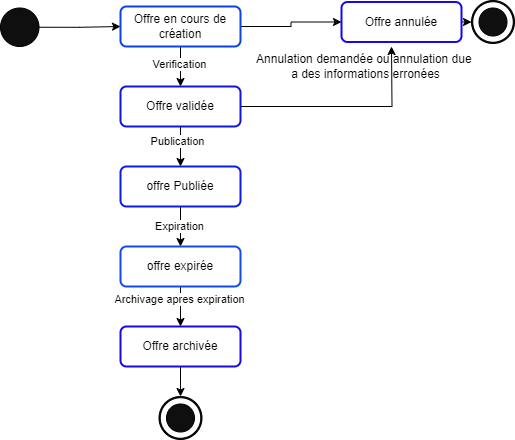 Offre en cours de
création
Offre annulée
Vérification
Annulation demandée ou annulation due
a des informations erronées
Offre validée
Publication
offre Publiée
Expiration
offre expirée
Archivage apres expiration
Offre archivée